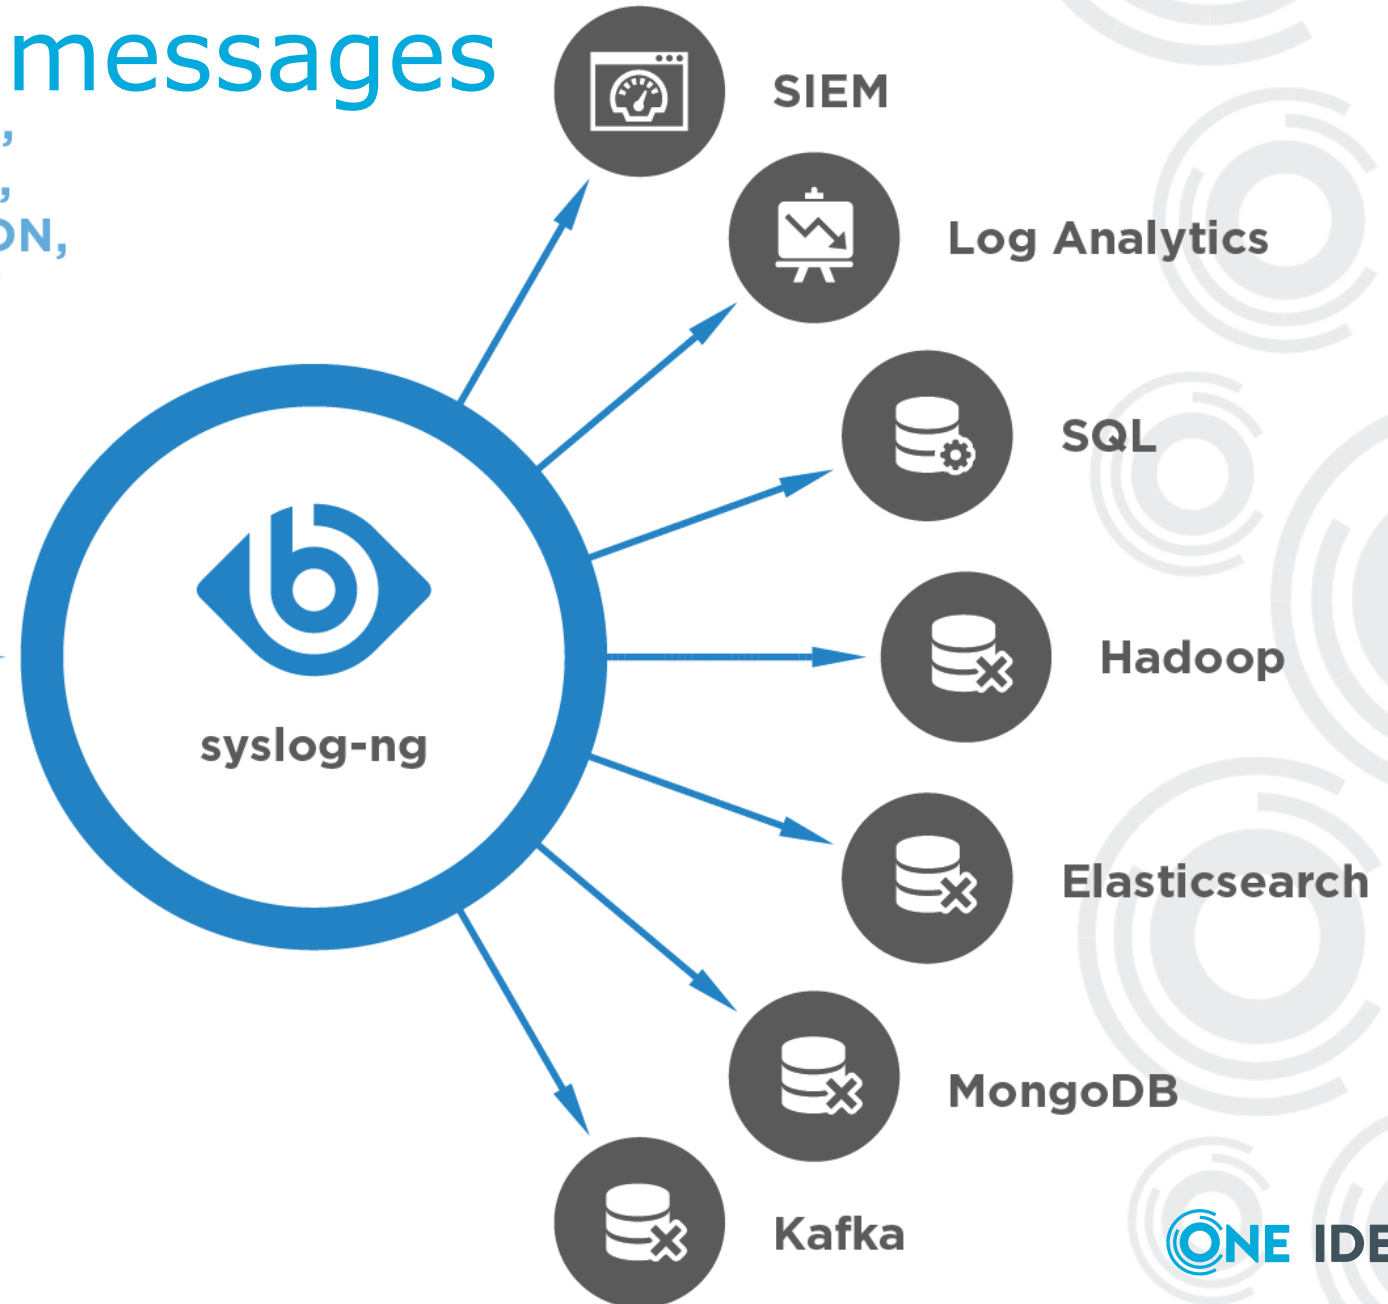 messages
,
,
ON,
SIEM
Log Analytics
SQL
Hadoop
Elasticsearch
MongoDB
Kafka
syslog-ng
ONE IDE